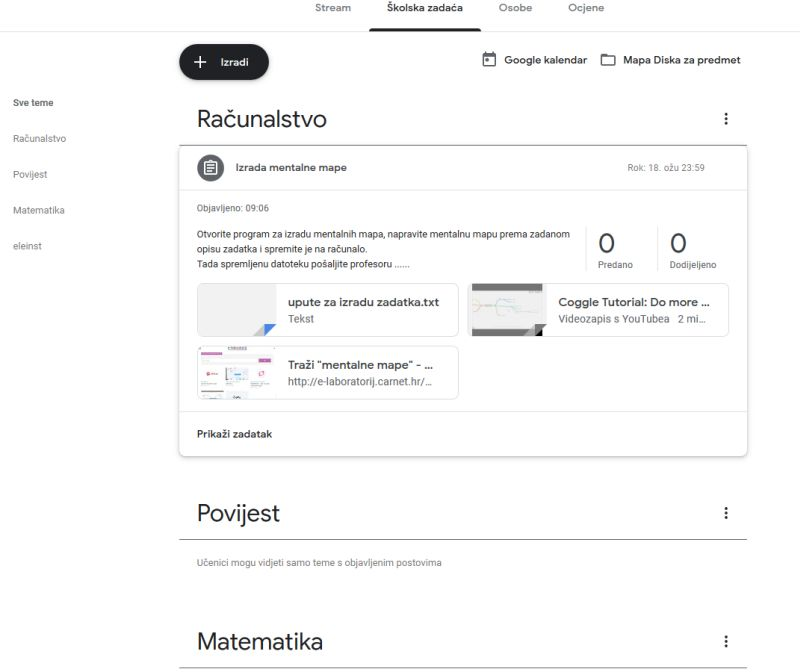 Stream
Školska zadaća
Osobe
Ocjene
Izradi
Google kalendar
Mapa Diska za predmet
Sve teme
Računalstvo
Povijest
Matematika
eleinst
Računalstvo
Izrada mentalne mape
Rok: 18. ožu 23:59
Objavljeno: 09:06
Otvorite program za izradu mentalnih mapa, napravite mentalnu mapu prema zadanom
opisu zadatka i spremite je na računalo.
Tada spremljenu datoteku pošaljite profesoru ......
0
Predano
0
Dodijeljeno
upute za izradu zadatka.txt
Tekst
Coggle Tutorial: Do more ...
Videozapis s YouTubea 2 mi...
Traži "mentalne mape" - ...
http://e-laboratorij.carnet.hr/...
Prikaži zadatak
Povijest
Učenici mogu vidjeti samo teme s objavljenim postovima
Matematika